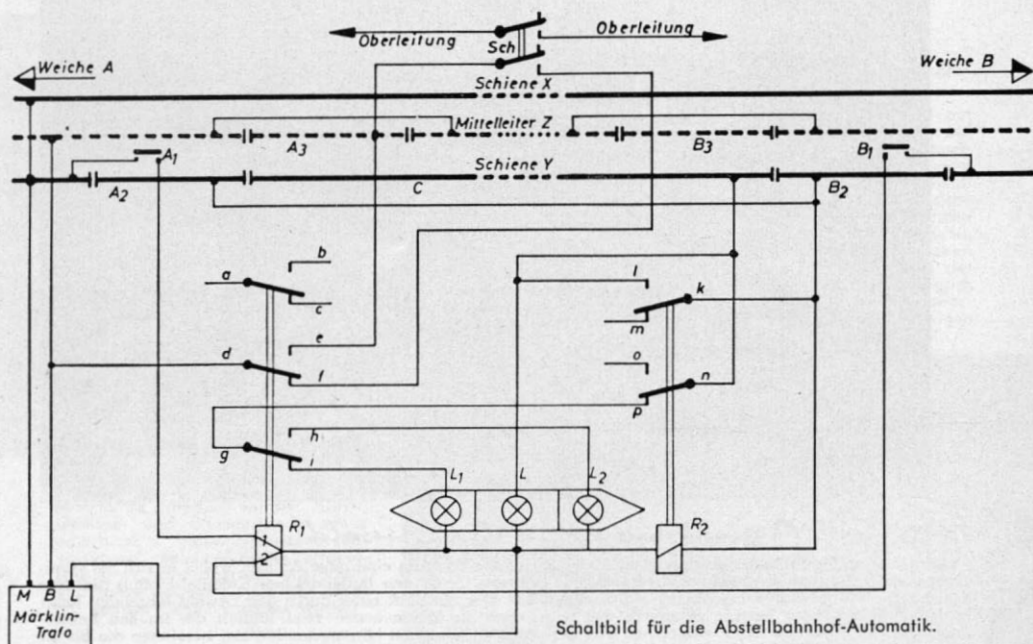 Oberleitung
Sch
Oberleitung
Weiche A
Weiche B
Schiene X
Mittelleiter Z
A1
A3
B3
B1
Schiene Y
A2
C
B2
b
a
l
k
c
m
e
o
d
f
n
p
h
g
i
L1
L
L2
R1
R2
1
2
M B L
Märklin-
Trafo
Schaltbild für die Abstellbahnhof-Automatik.